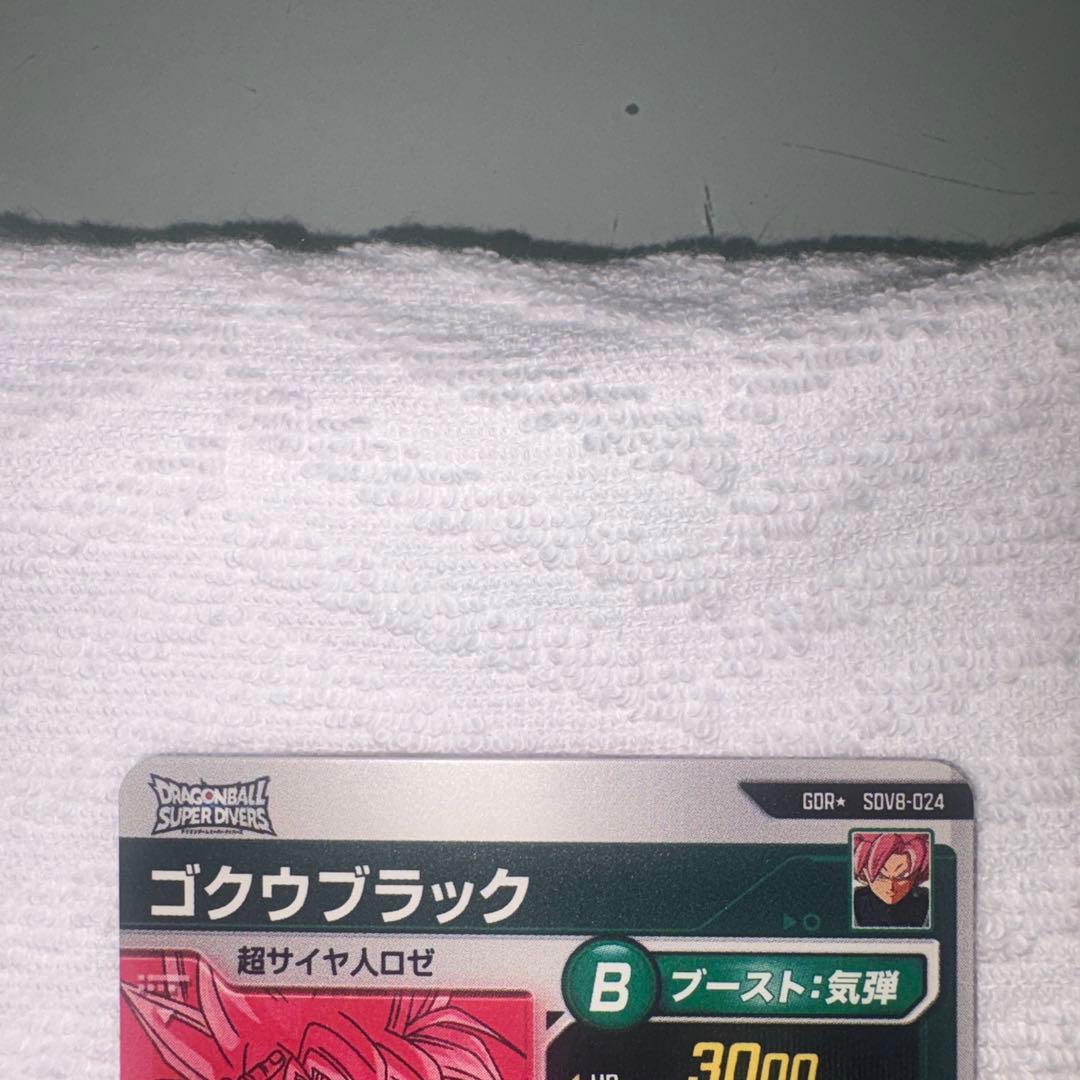 DRAGONBALL
SUPER DIVERS
GDR★ SDV8-024
ゴクウブラック
超サイヤ人ロゼ
B ブースト:気弾
HP 3000